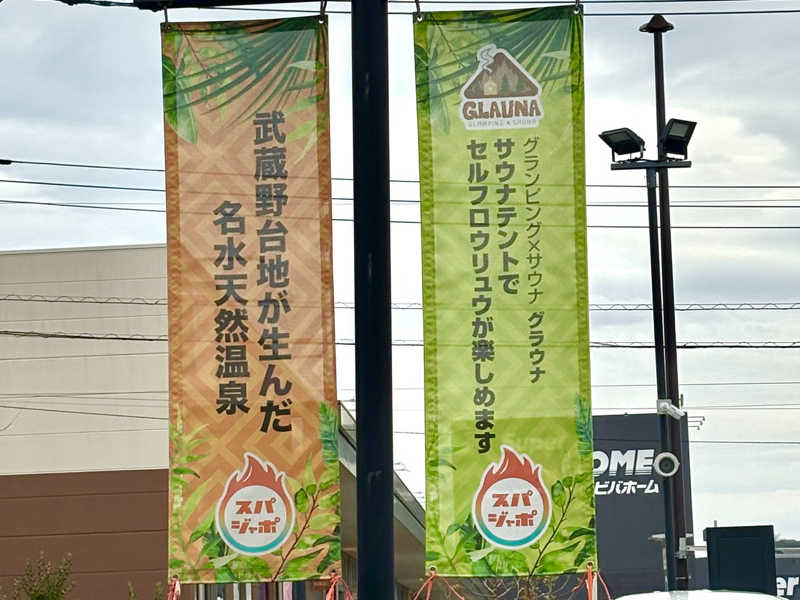 武蔵野台地が生んだ
名水天然温泉
スパ
ジャポ
GLAUNA
GLAMPING × SAUNA
グランピング×サウナ グラウナ
サウナテントで
セルフロウリュウが楽しめます
スパ
ジャポ
OME
ビバホーム
er